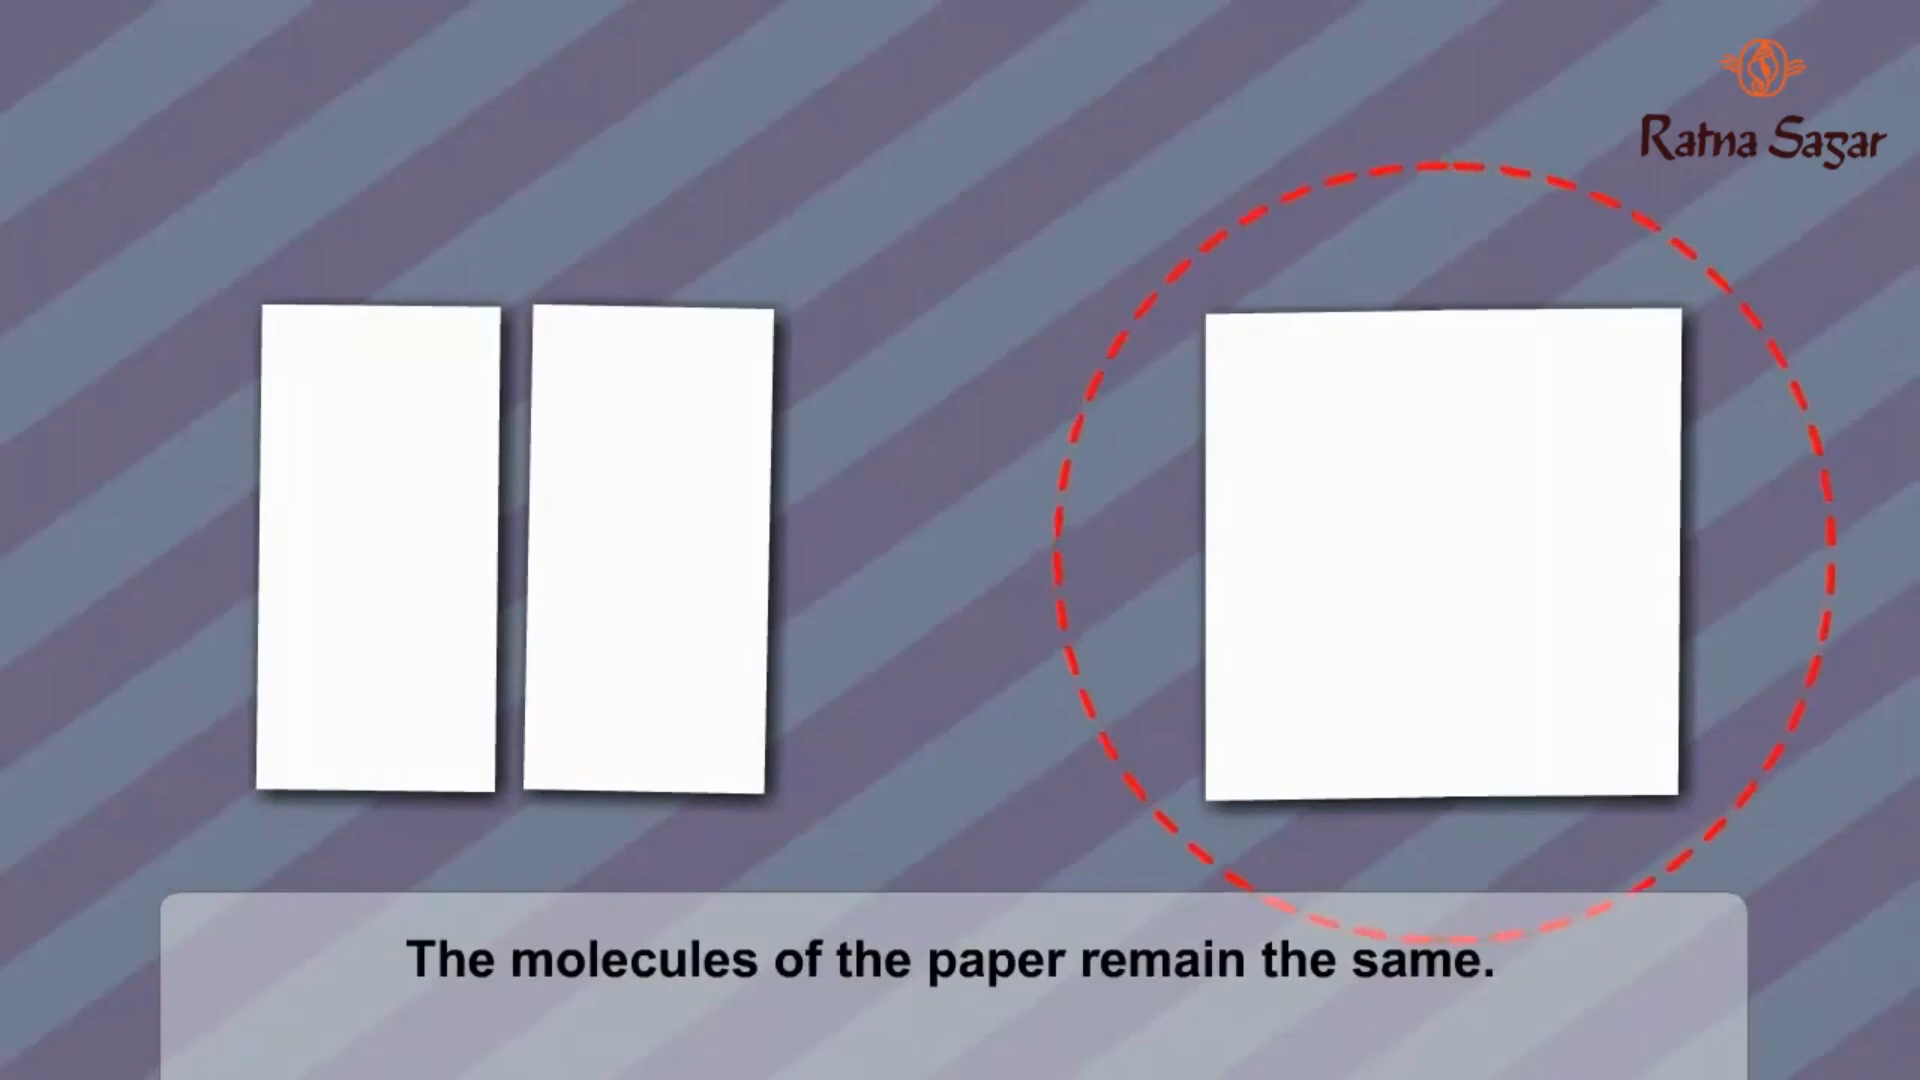 Ratna Sagar
The molecules of the paper remain the same.